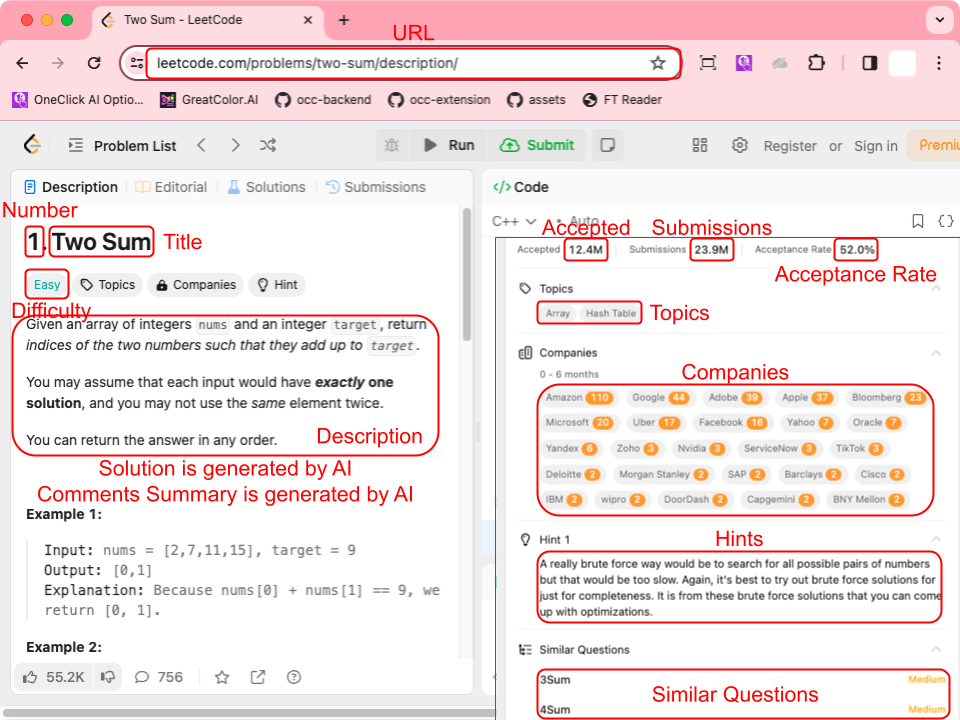 Two Sum - LeetCode
URL
leetcode.com/problems/two-sum/description/
OneClick AI Optio...
GreatColor.AI
occ-backend
occ-extension
assets
FT Reader
Problem List
Run
Submit
Register or Sign in
Premiu
Description
Editorial
Solutions
Submissions
Number
1. Two Sum
Title
Easy
Topics
Companies
Hint
Difficulty
Given an array of integers nums and an integer target, return
indices of the two numbers such that they add up to target.
You may assume that each input would have exactly one
solution, and you may not use the same element twice.
You can return the answer in any order.
Description
Solution is generated by AI
Comments Summary is generated by AI
Example 1:
Input: nums = [2,7,11,15], target = 9
Output: [0,1]
Explanation: Because nums[0] + nums[1] == 9, we
return [0, 1].
Example 2:
55.2K
756
</> Code
C++
Auto
Accepted
Submissions
Accepted 12.4M
Submissions 23.9M
Acceptance Rate 52.0%
Acceptance Rate
Topics
Array
Hash Table
Topics
Companies
0 - 6 months
Companies
Amazon 110 Google 44 Adobe 39 Apple 37 Bloomberg 23
Microsoft 20 Uber 17 Facebook 16 Yahoo 7 Oracle 7
Yandex 6 Zoho 3 Nvidia 3 ServiceNow 3 TikTok 3
Deloitte 2 Morgan Stanley 2 SAP 2 Barclays 2 Cisco 2
IBM 2 wipro 2 DoorDash 2 Capgemini 2 BNY Mellon 2
Hint 1
Hints
A really brute force way would be to search for all possible pairs of numbers
but that would be too slow. Again, it's best to try out brute force solutions for
just for completeness. It is from these brute force solutions that you can come
up with optimizations.
Similar Questions
3Sum Medium
Similar Questions
4Sum Medium